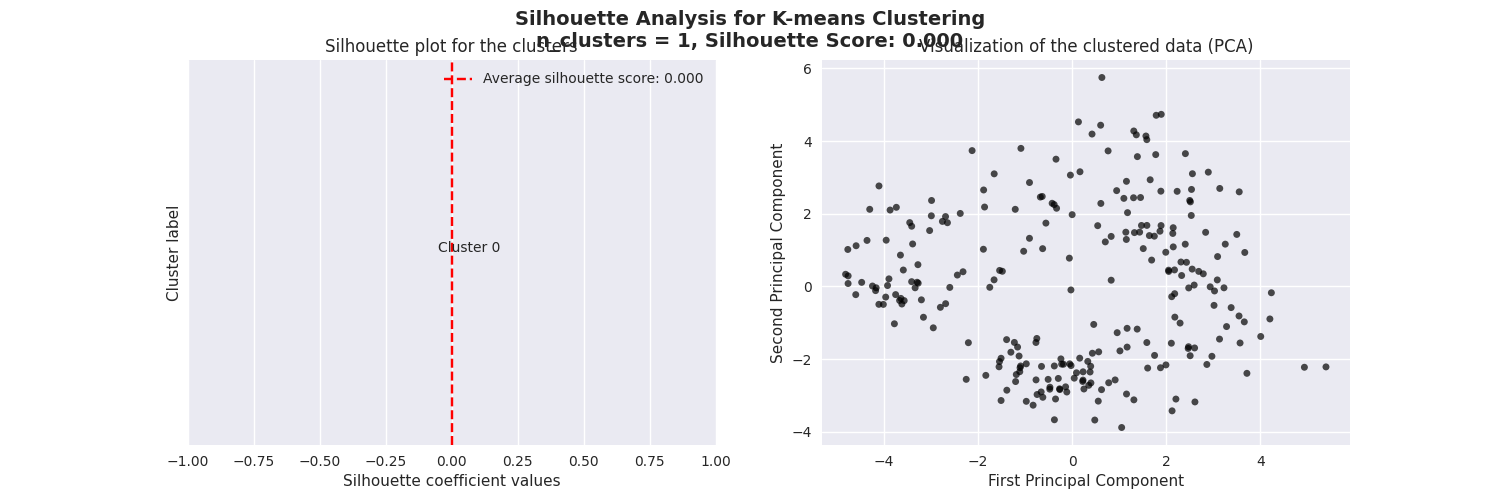 Silhouette Analysis for K-means Clustering
n_clusters = 1, Silhouette Score: 0.000
Silhouette plot for the clusters
Average silhouette score: 0.000
Cluster label
Cluster 0
−1.00 −0.75 −0.50 −0.25 0.00 0.25 0.50 0.75 1.00
Silhouette coefficient values
Visualization of the clustered data (PCA)
Second Principal Component
6
4
2
0
−2
−4
−4 −2 0 2 4
First Principal Component